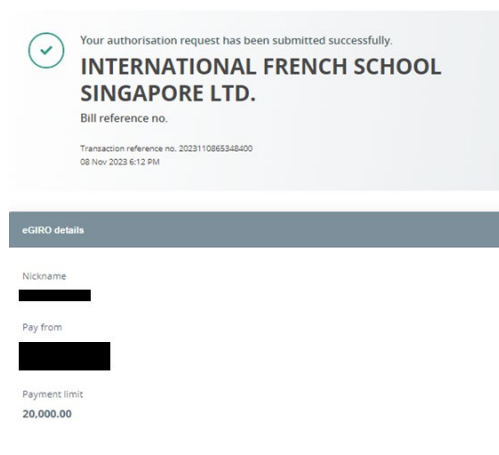 Your authorisation request has been submitted successfully.
INTERNATIONAL FRENCH SCHOOL
SINGAPORE LTD.
Bill reference no.
Transaction reference no. 2023110865348400
08 Nov 2023 6:12 PM
eGIRO details
Nickname
Pay from
Payment limit
20,000.00